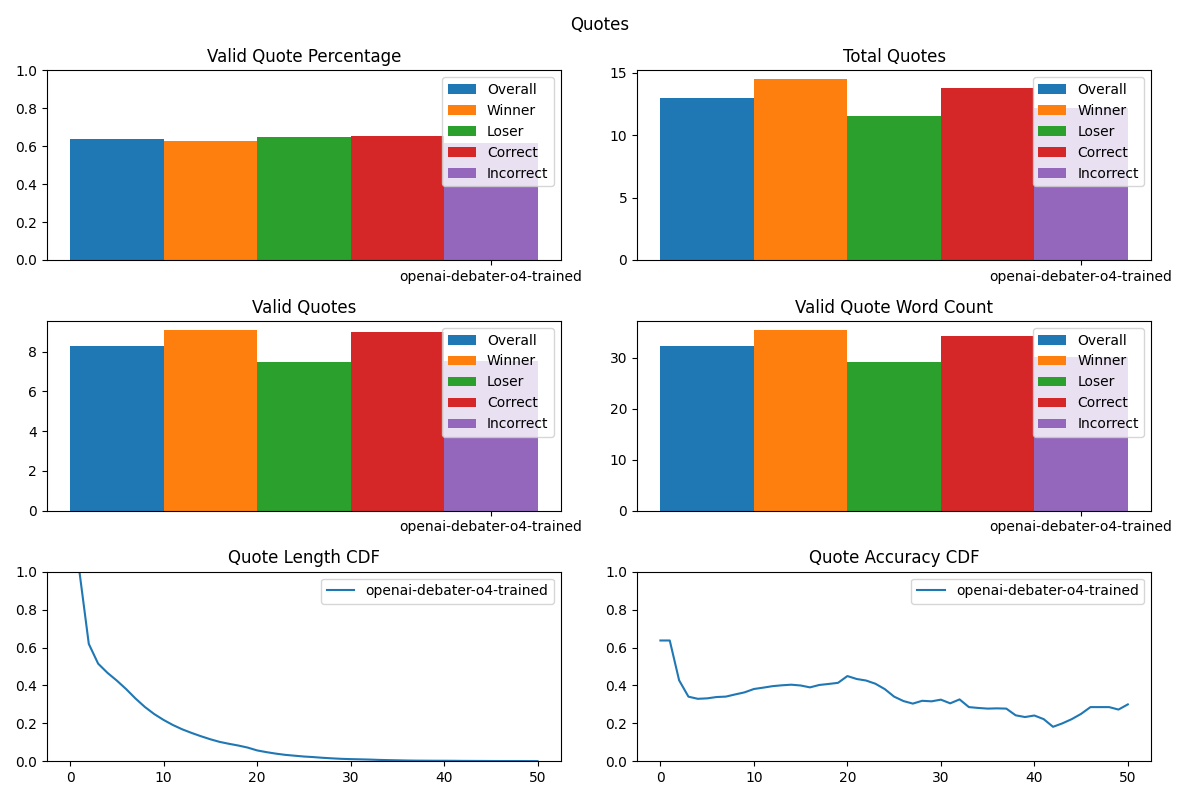 Quotes
Valid Quote Percentage
1.0
0.8
0.6
0.4
0.2
0.0
Overall
Winner
Loser
Correct
Incorrect
openai-debater-o4-trained
Total Quotes
15
10
5
0
Overall
Winner
Loser
Correct
Incorrect
openai-debater-o4-trained
Valid Quotes
8
6
4
2
0
Overall
Winner
Loser
Correct
Incorrect
openai-debater-o4-trained
Valid Quote Word Count
30
20
10
0
Overall
Winner
Loser
Correct
Incorrect
openai-debater-o4-trained
Quote Length CDF
1.0
0.8
0.6
0.4
0.2
0.0
openai-debater-o4-trained
0 10 20 30 40 50
Quote Accuracy CDF
1.0
0.8
0.6
0.4
0.2
0.0
openai-debater-o4-trained
0 10 20 30 40 50